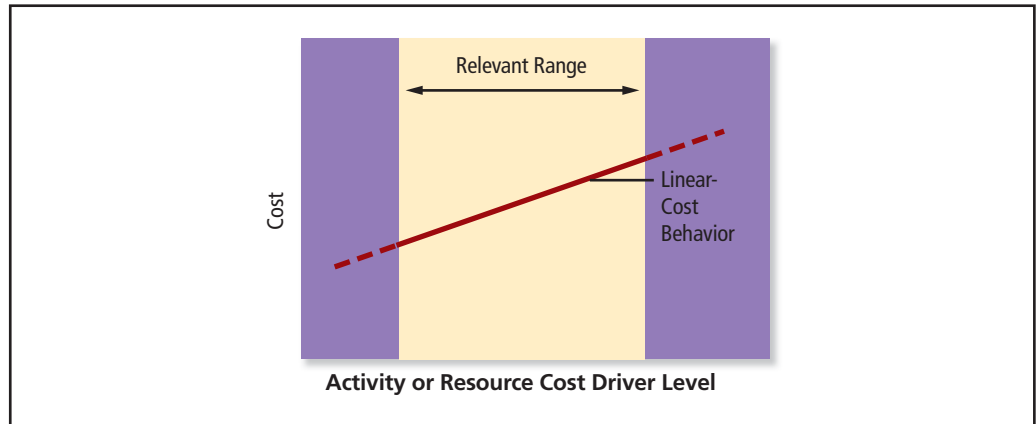 Relevant Range
Cost
Linear-
Cost
Behavior
Activity or Resource Cost Driver Level